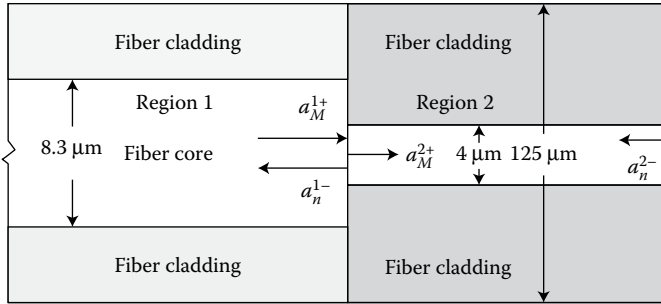 Fiber cladding
Fiber cladding
Region 1
a_M^{1+}
Region 2
8.3 μm
Fiber core
a_M^{2+}
4 μm
125 μm
a_n^{1−}
a_n^{2−}
Fiber cladding
Fiber cladding